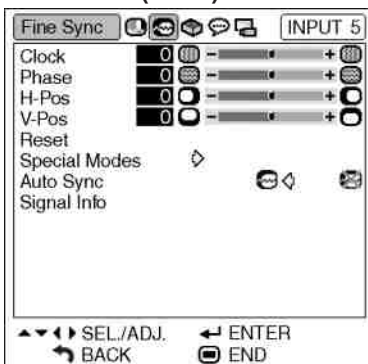 Fine Sync INPUT 5
Clock 0 - +
Phase 0 - +
H-Pos 0 - +
V-Pos 0 - +
Reset
Special Modes
Auto Sync
Signal Info
SEL./ADJ. ENTER
BACK END